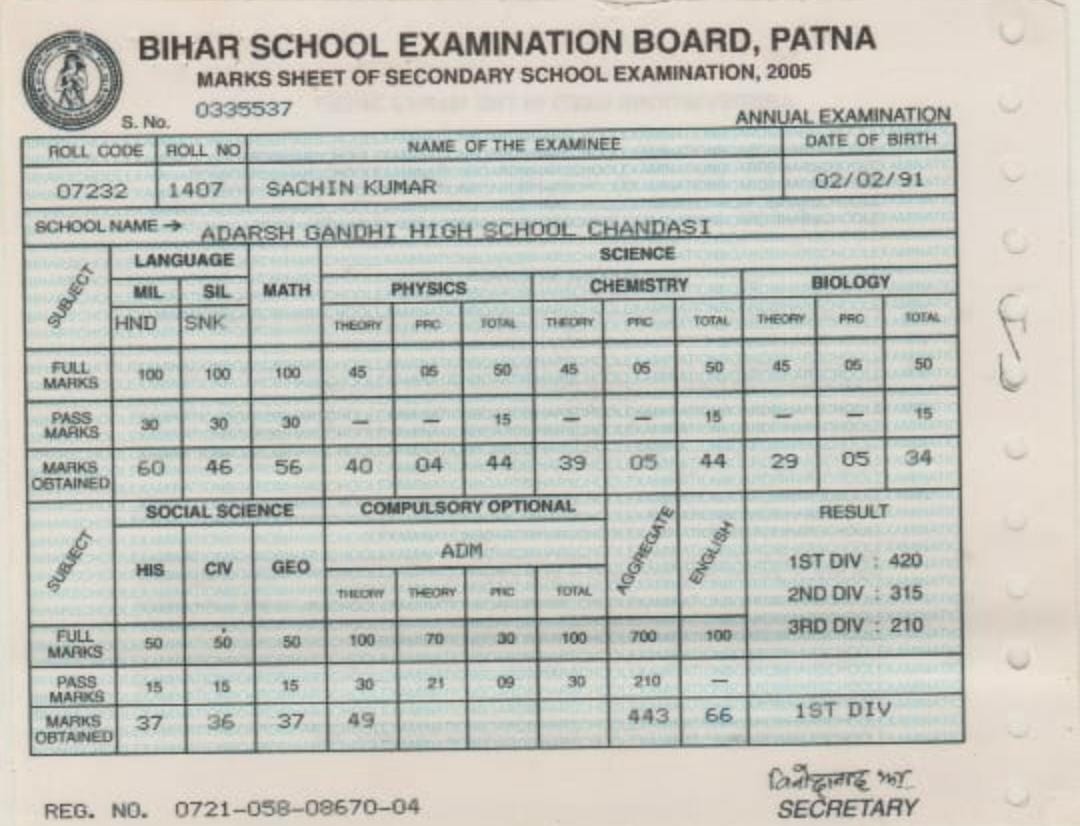 BIHAR SCHOOL EXAMINATION BOARD, PATNA
MARKS SHEET OF SECONDARY SCHOOL EXAMINATION, 2005
S. No. 0335537
ANNUAL EXAMINATION
ROLL CODE ROLL NO NAME OF THE EXAMINEE DATE OF BIRTH
07232 1407 SACHIN KUMAR 02/02/91
SCHOOL NAME → ADARSH GANDHI HIGH SCHOOL CHANDASI
SUBJECT LANGUAGE SCIENCE
MIL SIL MATH PHYSICS CHEMISTRY BIOLOGY
HND SNK THEORY PRC TOTAL THEORY PRC TOTAL THEORY PRC TOTAL
FULL MARKS 100 100 100 45 05 50 45 05 50 45 05 50
PASS MARKS 30 30 30 — — 15 — — 15 — — 15
MARKS OBTAINED 60 46 56 40 04 44 39 05 44 29 05 34
SUBJECT SOCIAL SCIENCE COMPULSORY OPTIONAL AGGREGATE ENGLISH RESULT
HIS CIV GEO ADM
THEORY THEORY PRC TOTAL
1ST DIV : 420
2ND DIV : 315
3RD DIV : 210
FULL MARKS 50 50 50 100 70 30 100 700 100
PASS MARKS 15 15 15 30 21 09 30 210 —
MARKS OBTAINED 37 36 37 49 443 66 1ST DIV
REG. NO. 0721-058-08670-04
SECRETARY